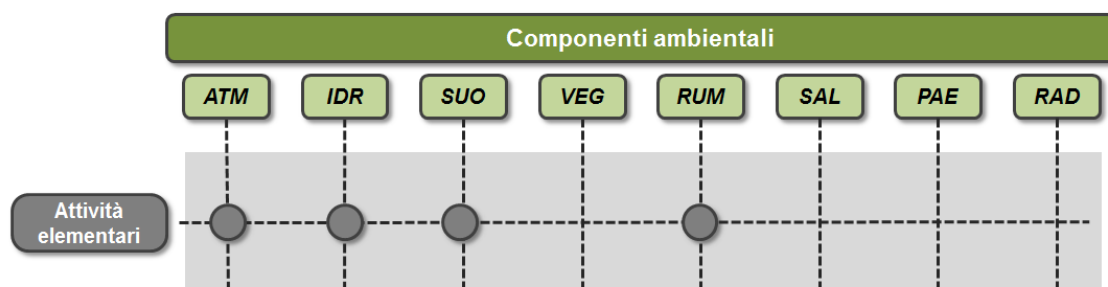 Componenti ambientali
ATM IDR SUO VEG RUM SAL PAE RAD
Attività
elementari